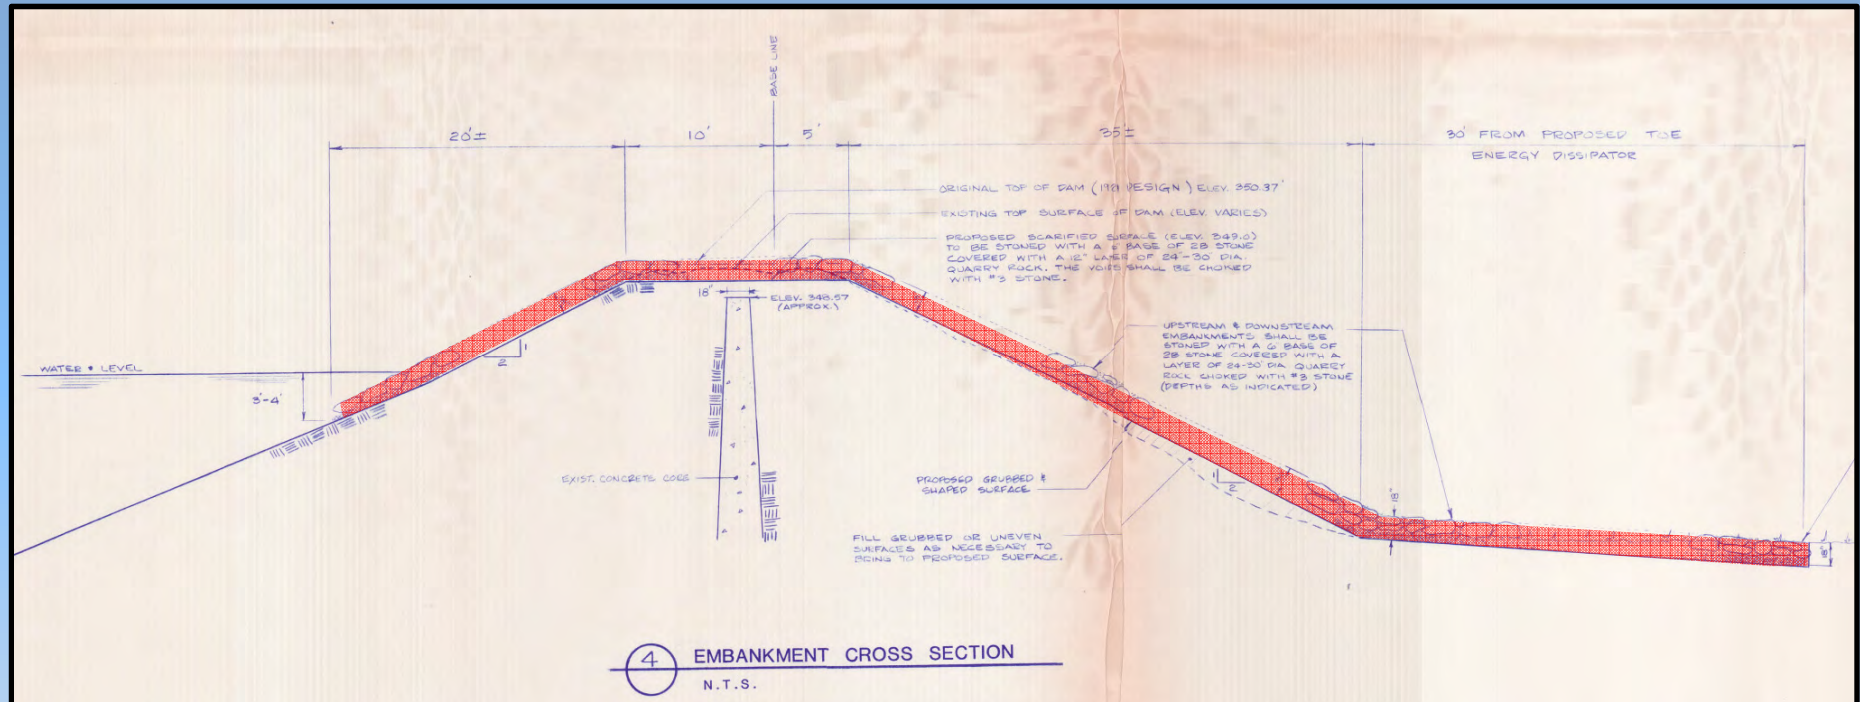 BASE LINE
20'±
10'
5'
35'±
30' FROM PROPOSED TOE
ENERGY DISSIPATOR
ORIGINAL TOP OF DAM (1921 DESIGN) ELEV. 350.37'
EXISTING TOP SURFACE OF DAM (ELEV. VARIES)
PROPOSED SCARIFIED SURFACE (ELEV. 349.0)
TO BE STONED WITH A 6" BASE OF 2B STONE
COVERED WITH A 12" LAYER OF 24"-30" DIA.
QUARRY ROCK. THE VOIDS SHALL BE CHOKED
WITH #3 STONE.
18"
ELEV. 348.57
(APPROX.)
1
2
WATER LEVEL
3'-4'
UPSTREAM & DOWNSTREAM
EMBANKMENTS SHALL BE
STONED WITH A 6" BASE OF
2B STONE COVERED WITH A
LAYER OF 24-30" DIA QUARRY
ROCK CHOKED WITH #3 STONE
(DEPTHS AS INDICATED)
EXIST. CONCRETE CORE
PROPOSED GRUBBED &
SHAPED SURFACE
1
2
18"
18"
FILL GRUBBED OR UNEVEN
SURFACES AS NECESSARY TO
BRING TO PROPOSED SURFACE.
4 EMBANKMENT CROSS SECTION
N.T.S.